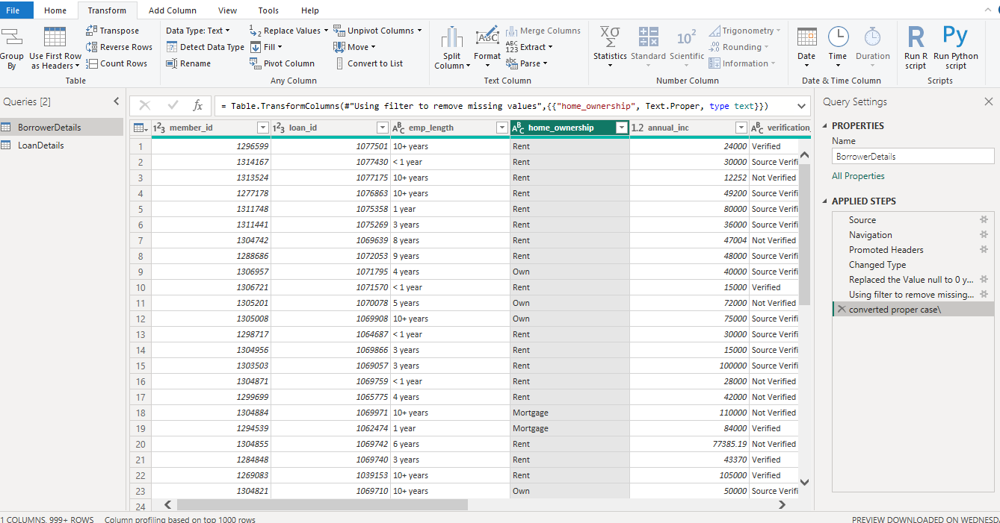 File Home Transform Add Column View Tools Help
Group By
Use First Row as Headers
Transpose
Reverse Rows
Count Rows
Table
Data Type: Text
Detect Data Type
Rename
Replace Values
Fill
Pivot Column
Unpivot Columns
Move
Convert to List
Any Column
Split Column
Format
Merge Columns
Extract
Parse
Text Column
Statistics
Standard
Scientific
Trigonometry
Rounding
Information
Number Column
Date
Time
Duration
Date & Time Column
Run R script
Run Python script
Scripts
Queries [2]
BorrowerDetails
LoanDetails
= Table.TransformColumns(#"Using filter to remove missing values",{{"home_ownership", Text.Proper, type text}})
member_id loan_id emp_length home_ownership annual_inc verification_
1 1296599 1077501 10+ years Rent 24000 Verified
2 1314167 1077430 < 1 year Rent 30000 Source Verifi
3 1313524 1077175 10+ years Rent 12252 Not Verified
4 1277178 1076863 10+ years Rent 49200 Source Verifi
5 1311748 1075358 1 year Rent 80000 Source Verifi
6 1311441 1075269 3 years Rent 36000 Source Verifi
7 1304742 1069639 8 years Rent 47004 Not Verified
8 1288686 1072053 9 years Rent 48000 Source Verifi
9 1306957 1071795 4 years Own 40000 Source Verifi
10 1306721 1071570 < 1 year Rent 15000 Verified
11 1305201 1070078 5 years Own 72000 Not Verified
12 1305008 1069908 10+ years Own 75000 Source Verifi
13 1298717 1064687 < 1 year Rent 30000 Source Verifi
14 1304956 1069866 3 years Rent 15000 Source Verifi
15 1303503 1069057 3 years Rent 100000 Source Verifi
16 1304871 1069759 < 1 year Rent 28000 Not Verified
17 1299699 1065775 4 years Rent 42000 Not Verified
18 1304884 1069971 10+ years Mortgage 110000 Not Verified
19 1294539 1062474 1 year Mortgage 84000 Verified
20 1304855 1069742 6 years Rent 77385.19 Not Verified
21 1284848 1069740 3 years Rent 43370 Verified
22 1269083 1039153 10+ years Rent 105000 Verified
23 1304821 1069710 10+ years Own 50000 Source Verifi
24
Query Settings
PROPERTIES
Name
BorrowerDetails
All Properties
APPLIED STEPS
Source
Navigation
Promoted Headers
Changed Type
Replaced the Value null to 0 y...
Using filter to remove missing...
converted proper case\
1 COLUMNS, 999+ ROWS Column profiling based on top 1000 rows
PREVIEW DOWNLOADED ON WEDNESDA